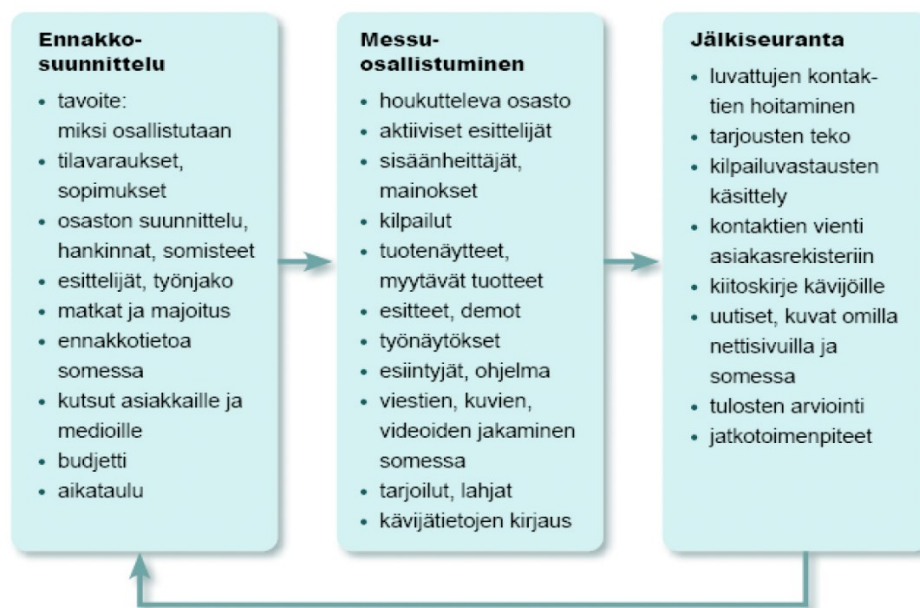 Ennakko-
suunnittelu
• tavoite:
miksi osallistutaan
• tilavaraukset,
sopimukset
• osaston suunnittelu,
hankinnat, somisteet
• esittelijät, työnjako
• matkat ja majoitus
• ennakkotietoa
somessa
• kutsut asiakkaille ja
medioille
• budjetti
• aikataulu
Messu-
osallistuminen
• houkutteleva osasto
• aktiiviset esittelijät
• sisäänheittäjät,
mainokset
• kilpailut
• tuotenäytteet,
myytävät tuotteet
• esitteet, demot
• työnäytökset
• esiintyjät, ohjelma
• viestien, kuvien,
videoiden jakaminen
somessa
• tarjoilut, lahjat
• kävijätietojen kirjaus
Jälkiseuranta
• luvattujen kontak-
tien hoitaminen
• tarjousten teko
• kilpailuvastausten
käsittely
• kontaktien vienti
asiakasrekisteriin
• kiitoskirje kävijöille
• uutiset, kuvat omilla
nettisivuilla ja
somessa
• tulosten arviointi
• jatkotoimenpiteet